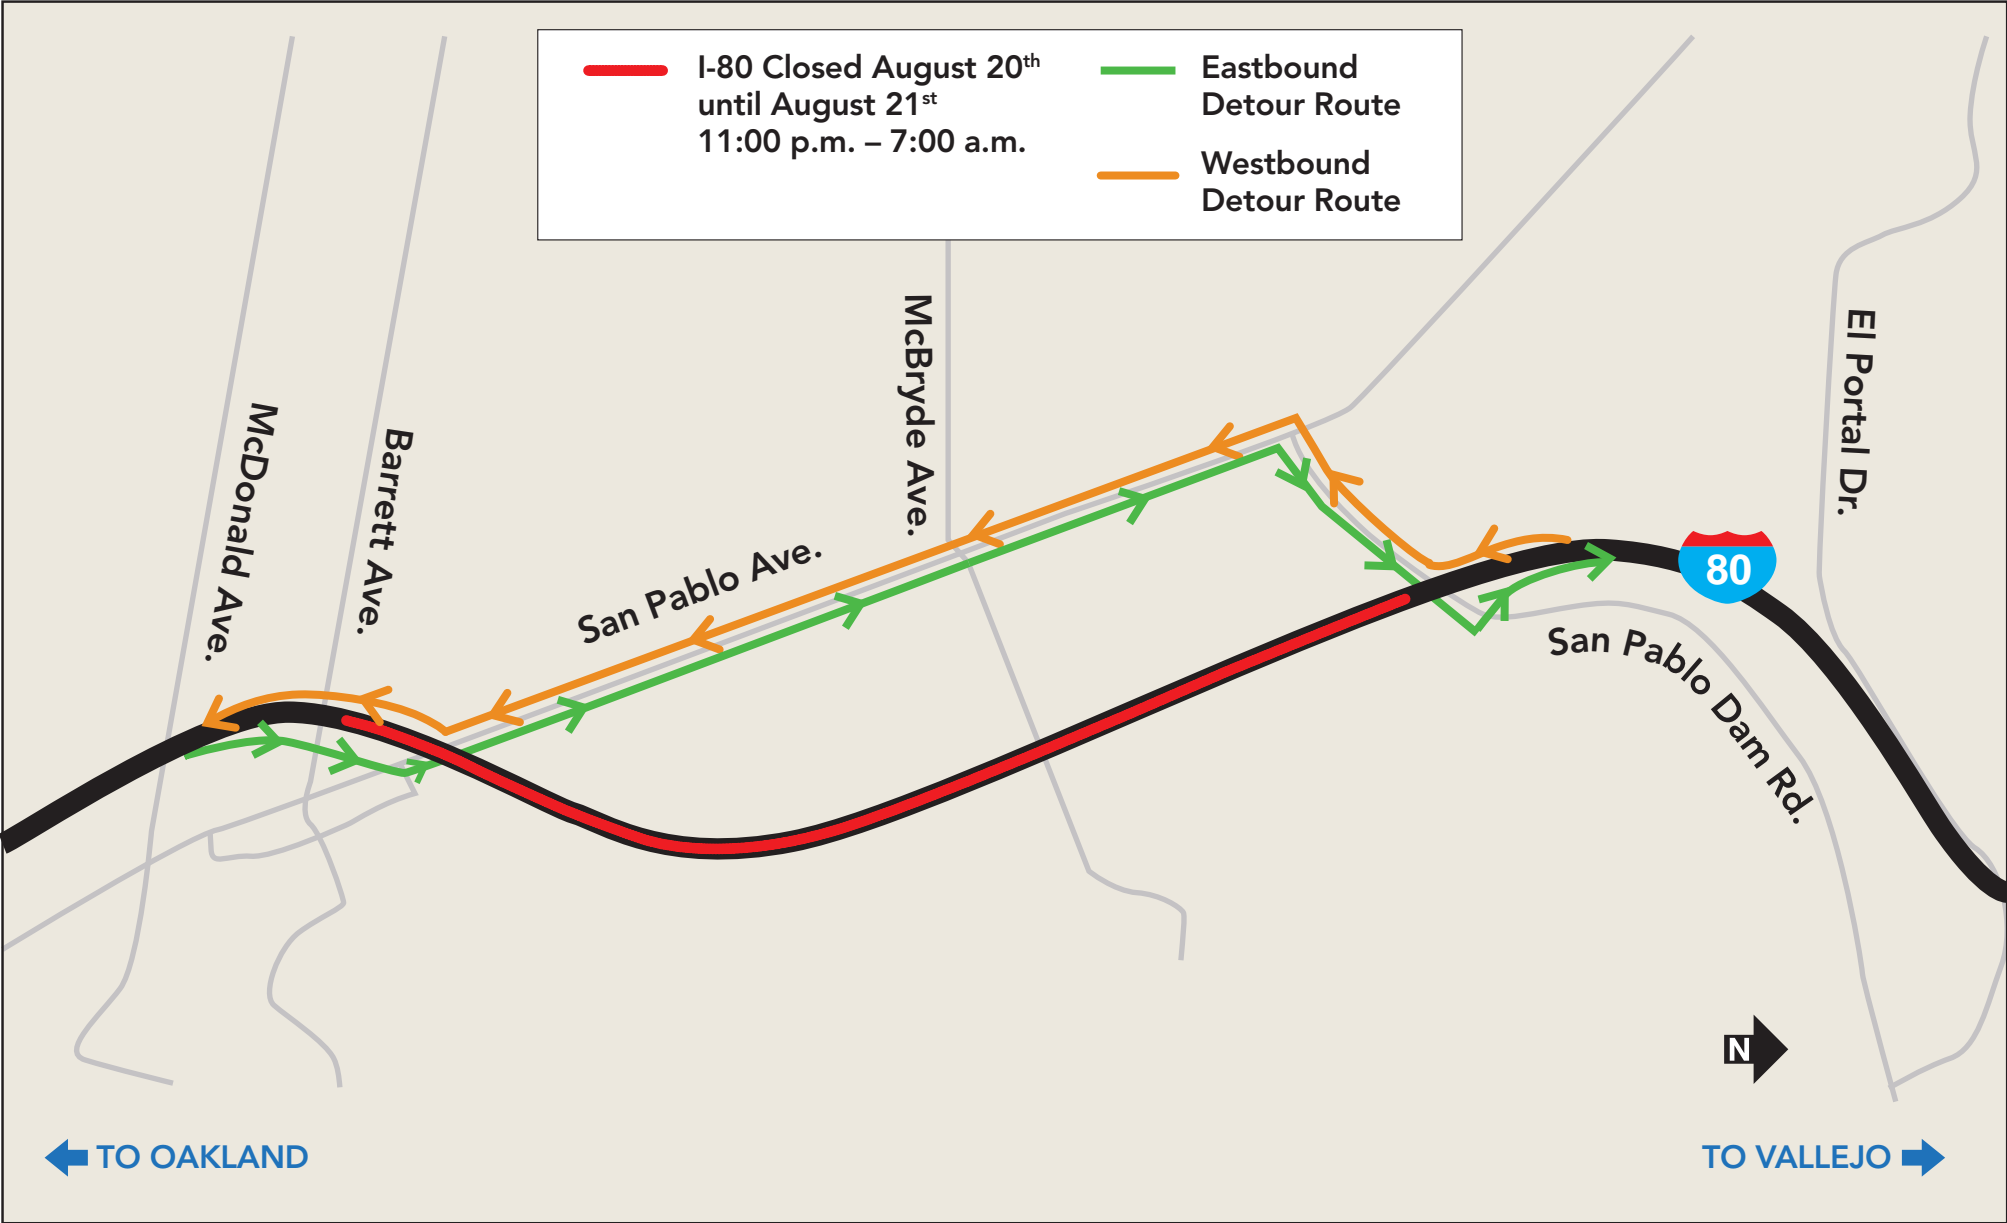 I-80 Closed August 20th
until August 21st
11:00 p.m. – 7:00 a.m.
Eastbound
Detour Route
Westbound
Detour Route
McDonald Ave.
Barrett Ave.
San Pablo Ave.
McBryde Ave.
El Portal Dr.
80
San Pablo Dam Rd.
N
TO OAKLAND
TO VALLEJO